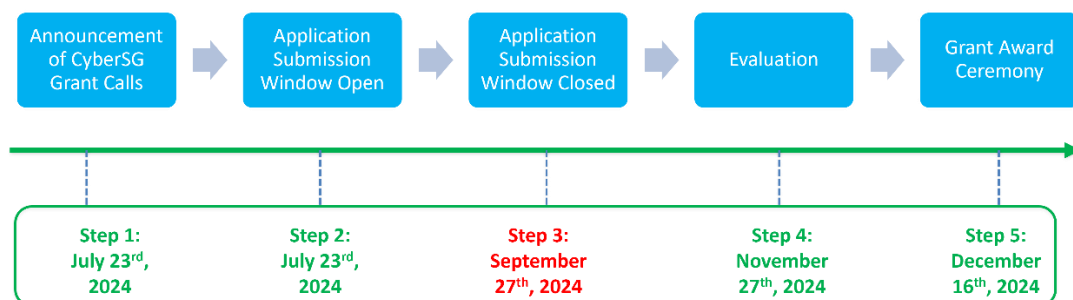 Announcement
of CyberSG
Grant Calls
Application
Submission
Window Open
Application
Submission
Window Closed
Evaluation
Grant Award
Ceremony
Step 1:
July 23rd,
2024
Step 2:
July 23rd,
2024
Step 3:
September
27th, 2024
Step 4:
November
27th, 2024
Step 5:
December
16th, 2024